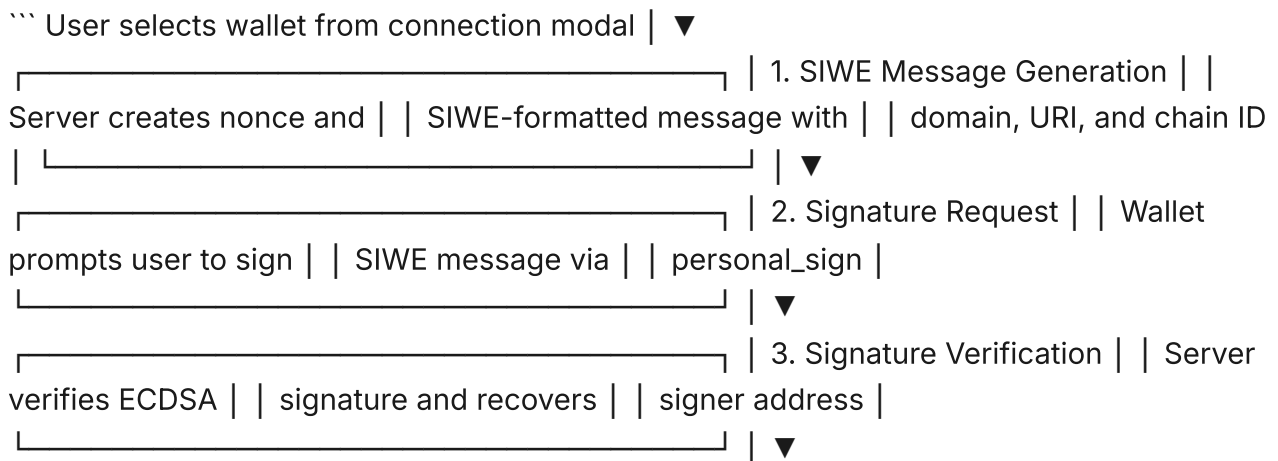 ``` User selects wallet from connection modal │ ▼
┌─────────────────────────────────┐ │ 1. SIWE Message Generation │ │
Server creates nonce and │ │ SIWE-formatted message with │ │ domain, URI, and chain ID
│ └─────────────────────────────────┘ │ ▼
┌─────────────────────────────────┐ │ 2. Signature Request │ │ Wallet
prompts user to sign │ │ SIWE message via │ │ personal_sign │
└─────────────────────────────────┘ │ ▼
┌─────────────────────────────────┐ │ 3. Signature Verification │ │ Server
verifies ECDSA │ │ signature and recovers │ │ signer address │
└─────────────────────────────────┘ │ ▼